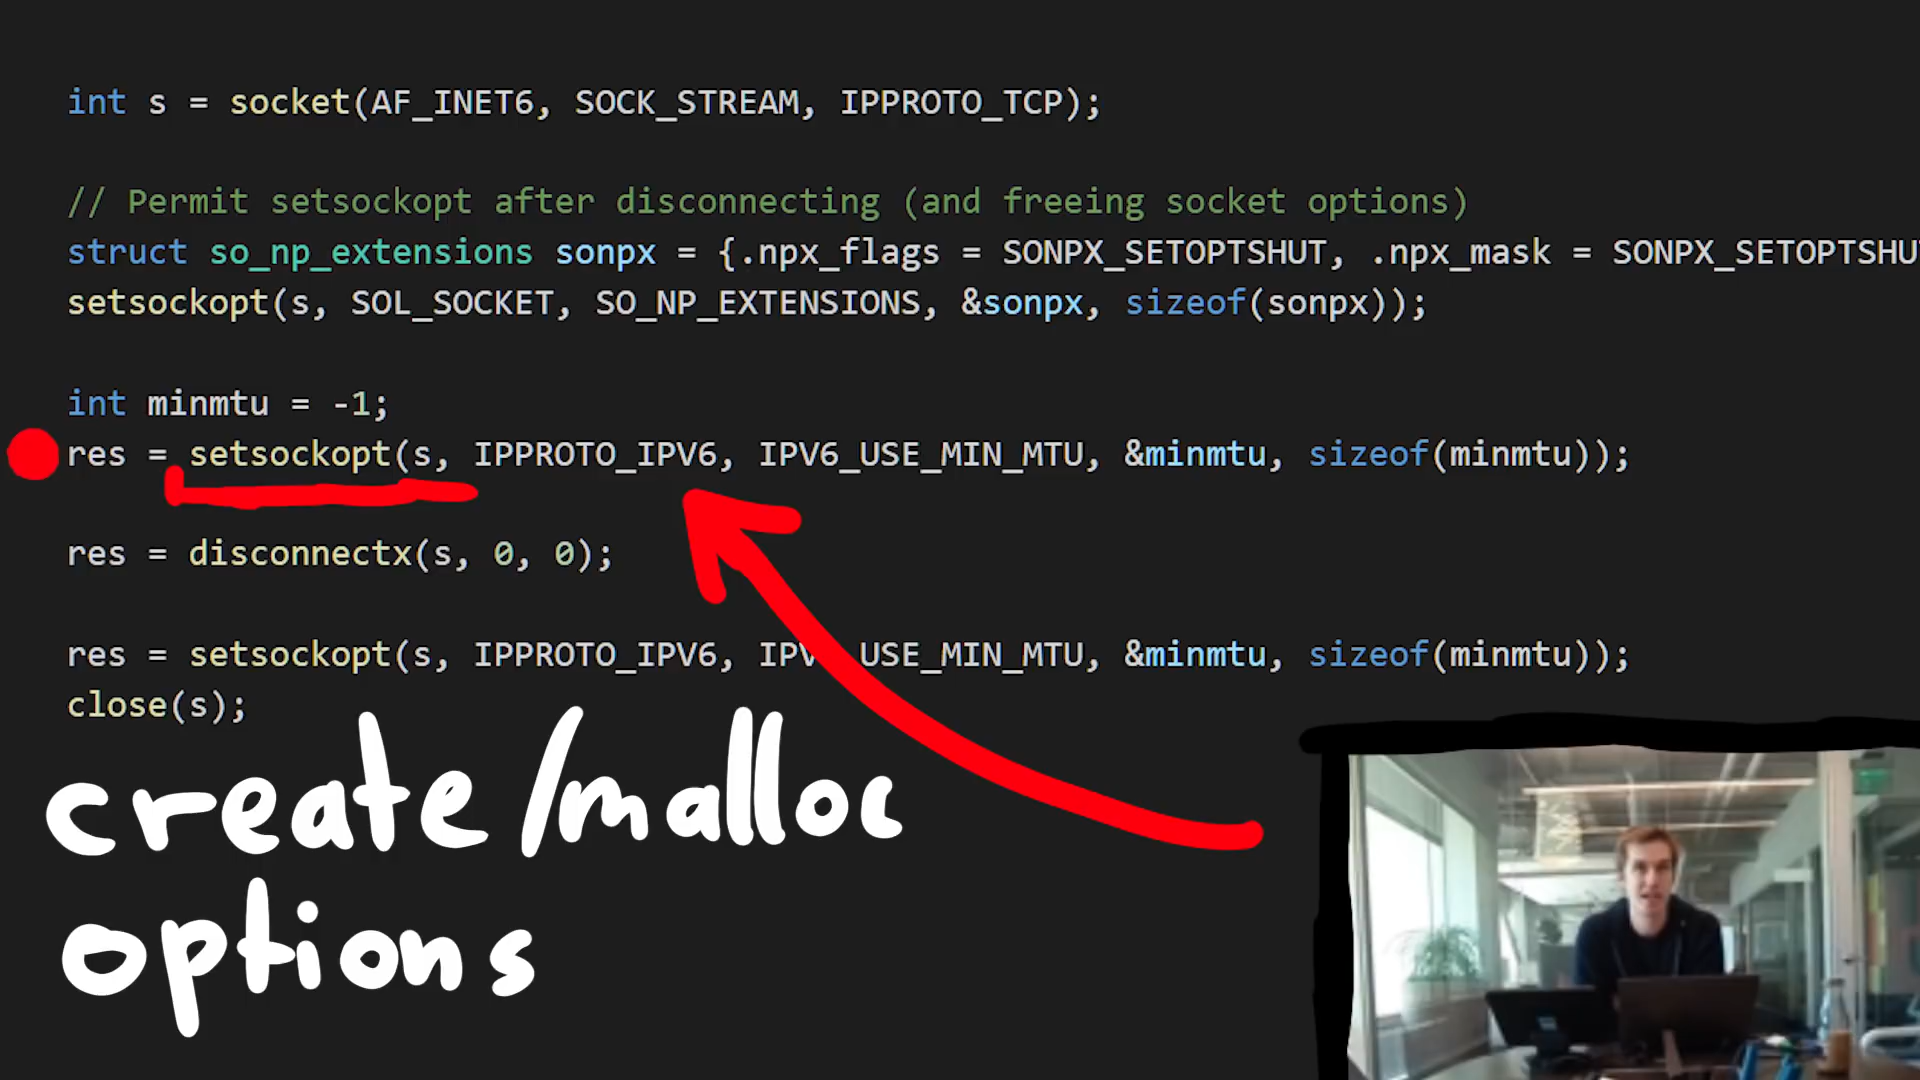 int s = socket(AF_INET6, SOCK_STREAM, IPPROTO_TCP);
// Permit setsockopt after disconnecting (and freeing socket options)
struct so_np_extensions sonpx = {.npx_flags = SONPX_SETOPTSHUT, .npx_mask = SONPX_SETOPTSHU
setsockopt(s, SOL_SOCKET, SO_NP_EXTENSIONS, &sonpx, sizeof(sonpx));
int minmtu = -1;
res = setsockopt(s, IPPROTO_IPV6, IPV6_USE_MIN_MTU, &minmtu, sizeof(minmtu));
res = disconnectx(s, 0, 0);
res = setsockopt(s, IPPROTO_IPV6, IPV USE_MIN_MTU, &minmtu, sizeof(minmtu));
close(s);
create/malloc
options